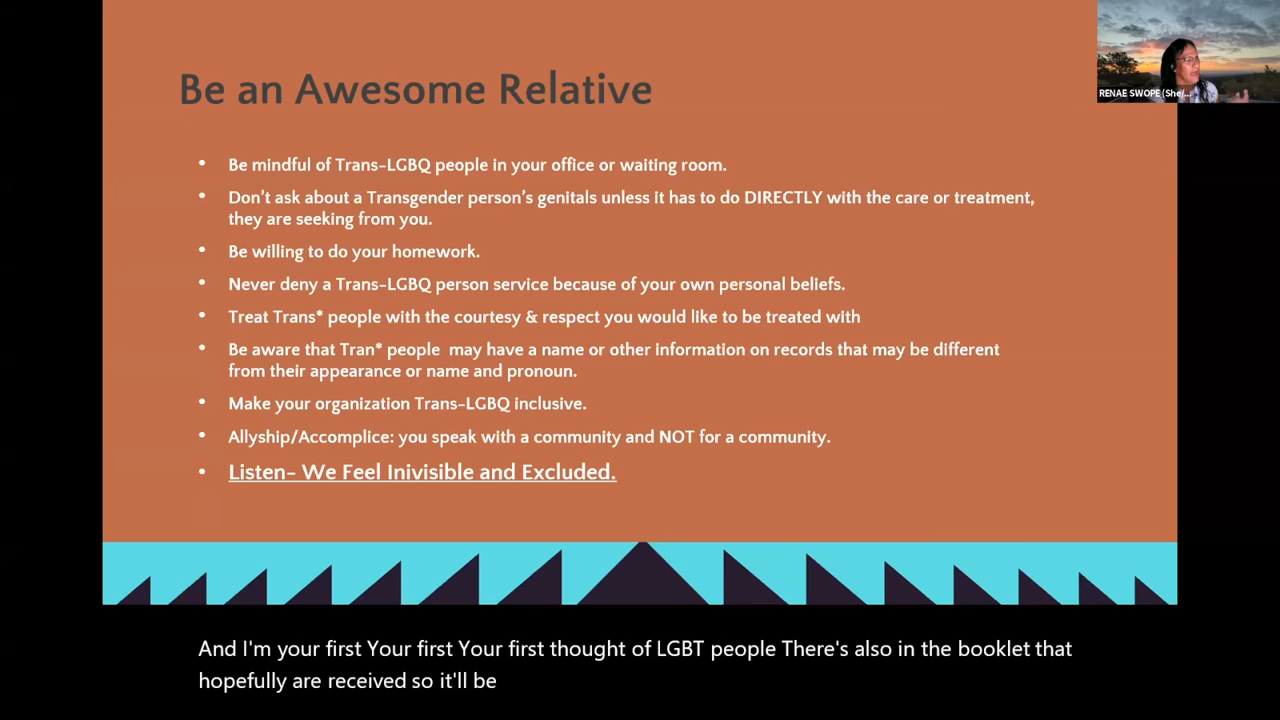 Be an Awesome Relative
RENAE SWOPE (She/...
• Be mindful of Trans-LGBQ people in your office or waiting room.
• Don't ask about a Transgender person's genitals unless it has to do DIRECTLY with the care or treatment,
they are seeking from you.
• Be willing to do your homework.
• Never deny a Trans-LGBQ person service because of your own personal beliefs.
• Treat Trans* people with the courtesy & respect you would like to be treated with
• Be aware that Tran* people may have a name or other information on records that may be different
from their appearance or name and pronoun.
• Make your organization Trans-LGBQ inclusive.
• Allyship/Accomplice: you speak with a community and NOT for a community.
• Listen- We Feel Inivisible and Excluded.
And I'm your first Your first Your first thought of LGBT people There's also in the booklet that
hopefully are received so it'll be